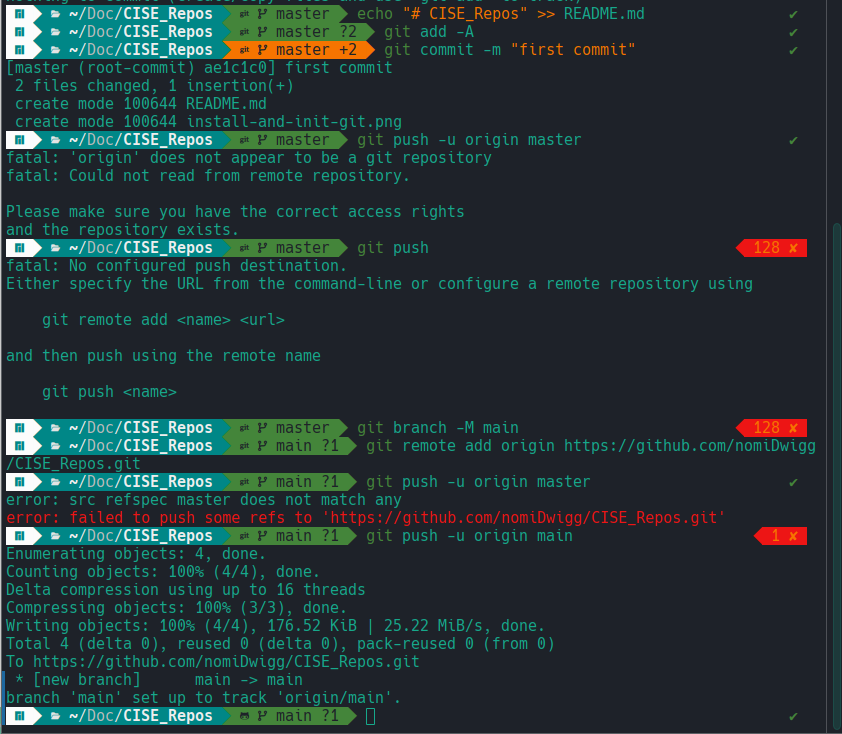 ~/Doc/CISE_Repos git master echo "# CISE_Repos" >> README.md ✔
~/Doc/CISE_Repos git master ?2 git add -A ✔
~/Doc/CISE_Repos git master +2 git commit -m "first commit" ✔
[master (root-commit) ae1c1c0] first commit
 2 files changed, 1 insertion(+)
 create mode 100644 README.md
 create mode 100644 install-and-init-git.png
~/Doc/CISE_Repos git master git push -u origin master ✔
fatal: 'origin' does not appear to be a git repository
fatal: Could not read from remote repository.

Please make sure you have the correct access rights
and the repository exists.
~/Doc/CISE_Repos git master git push 128 ✘
fatal: No configured push destination.
Either specify the URL from the command-line or configure a remote repository using

    git remote add <name> <url>

and then push using the remote name

    git push <name>

~/Doc/CISE_Repos git master git branch -M main 128 ✘
~/Doc/CISE_Repos git main ?1 git remote add origin https://github.com/nomiDwigg
/CISE_Repos.git
~/Doc/CISE_Repos git main ?1 git push -u origin master ✔
error: src refspec master does not match any
error: failed to push some refs to 'https://github.com/nomiDwigg/CISE_Repos.git'
~/Doc/CISE_Repos git main ?1 git push -u origin main 1 ✘
Enumerating objects: 4, done.
Counting objects: 100% (4/4), done.
Delta compression using up to 16 threads
Compressing objects: 100% (3/3), done.
Writing objects: 100% (4/4), 176.52 KiB | 25.22 MiB/s, done.
Total 4 (delta 0), reused 0 (delta 0), pack-reused 0 (from 0)
To https://github.com/nomiDwigg/CISE_Repos.git
 * [new branch]      main -> main
branch 'main' set up to track 'origin/main'.
~/Doc/CISE_Repos main ?1 ✔